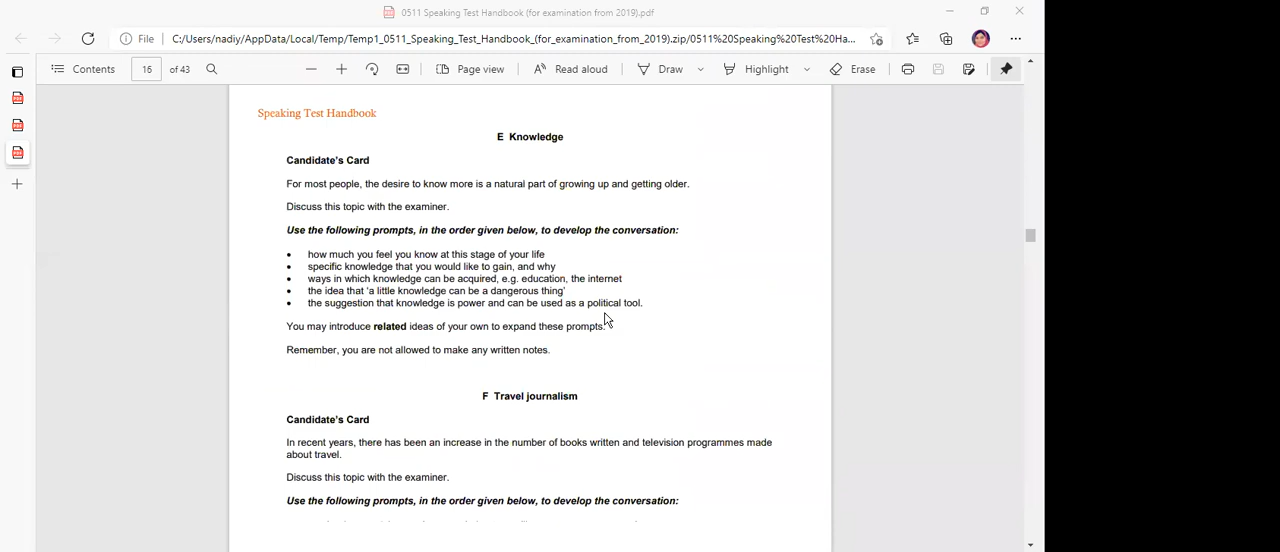 0511 Speaking Test Handbook (for examination from 2019).pdf
File C:/Users/nadiy/AppData/Local/Temp/Temp1_0511_Speaking_Test_Handbook_(for_examination_from_2019).zip/0511%20Speaking%20Test%20Ha...
Contents 16 of 43 Page view Read aloud Draw Highlight Erase
Speaking Test Handbook
E Knowledge
Candidate's Card
For most people, the desire to know more is a natural part of growing up and getting older.
Discuss this topic with the examiner.
Use the following prompts, in the order given below, to develop the conversation:
• how much you feel you know at this stage of your life
• specific knowledge that you would like to gain, and why
• ways in which knowledge can be acquired, e.g. education, the internet
• the idea that 'a little knowledge can be a dangerous thing'
• the suggestion that knowledge is power and can be used as a political tool.
You may introduce related ideas of your own to expand these prompts.
Remember, you are not allowed to make any written notes.
F Travel journalism
Candidate's Card
In recent years, there has been an increase in the number of books written and television programmes made
about travel.
Discuss this topic with the examiner.
Use the following prompts, in the order given below, to develop the conversation: